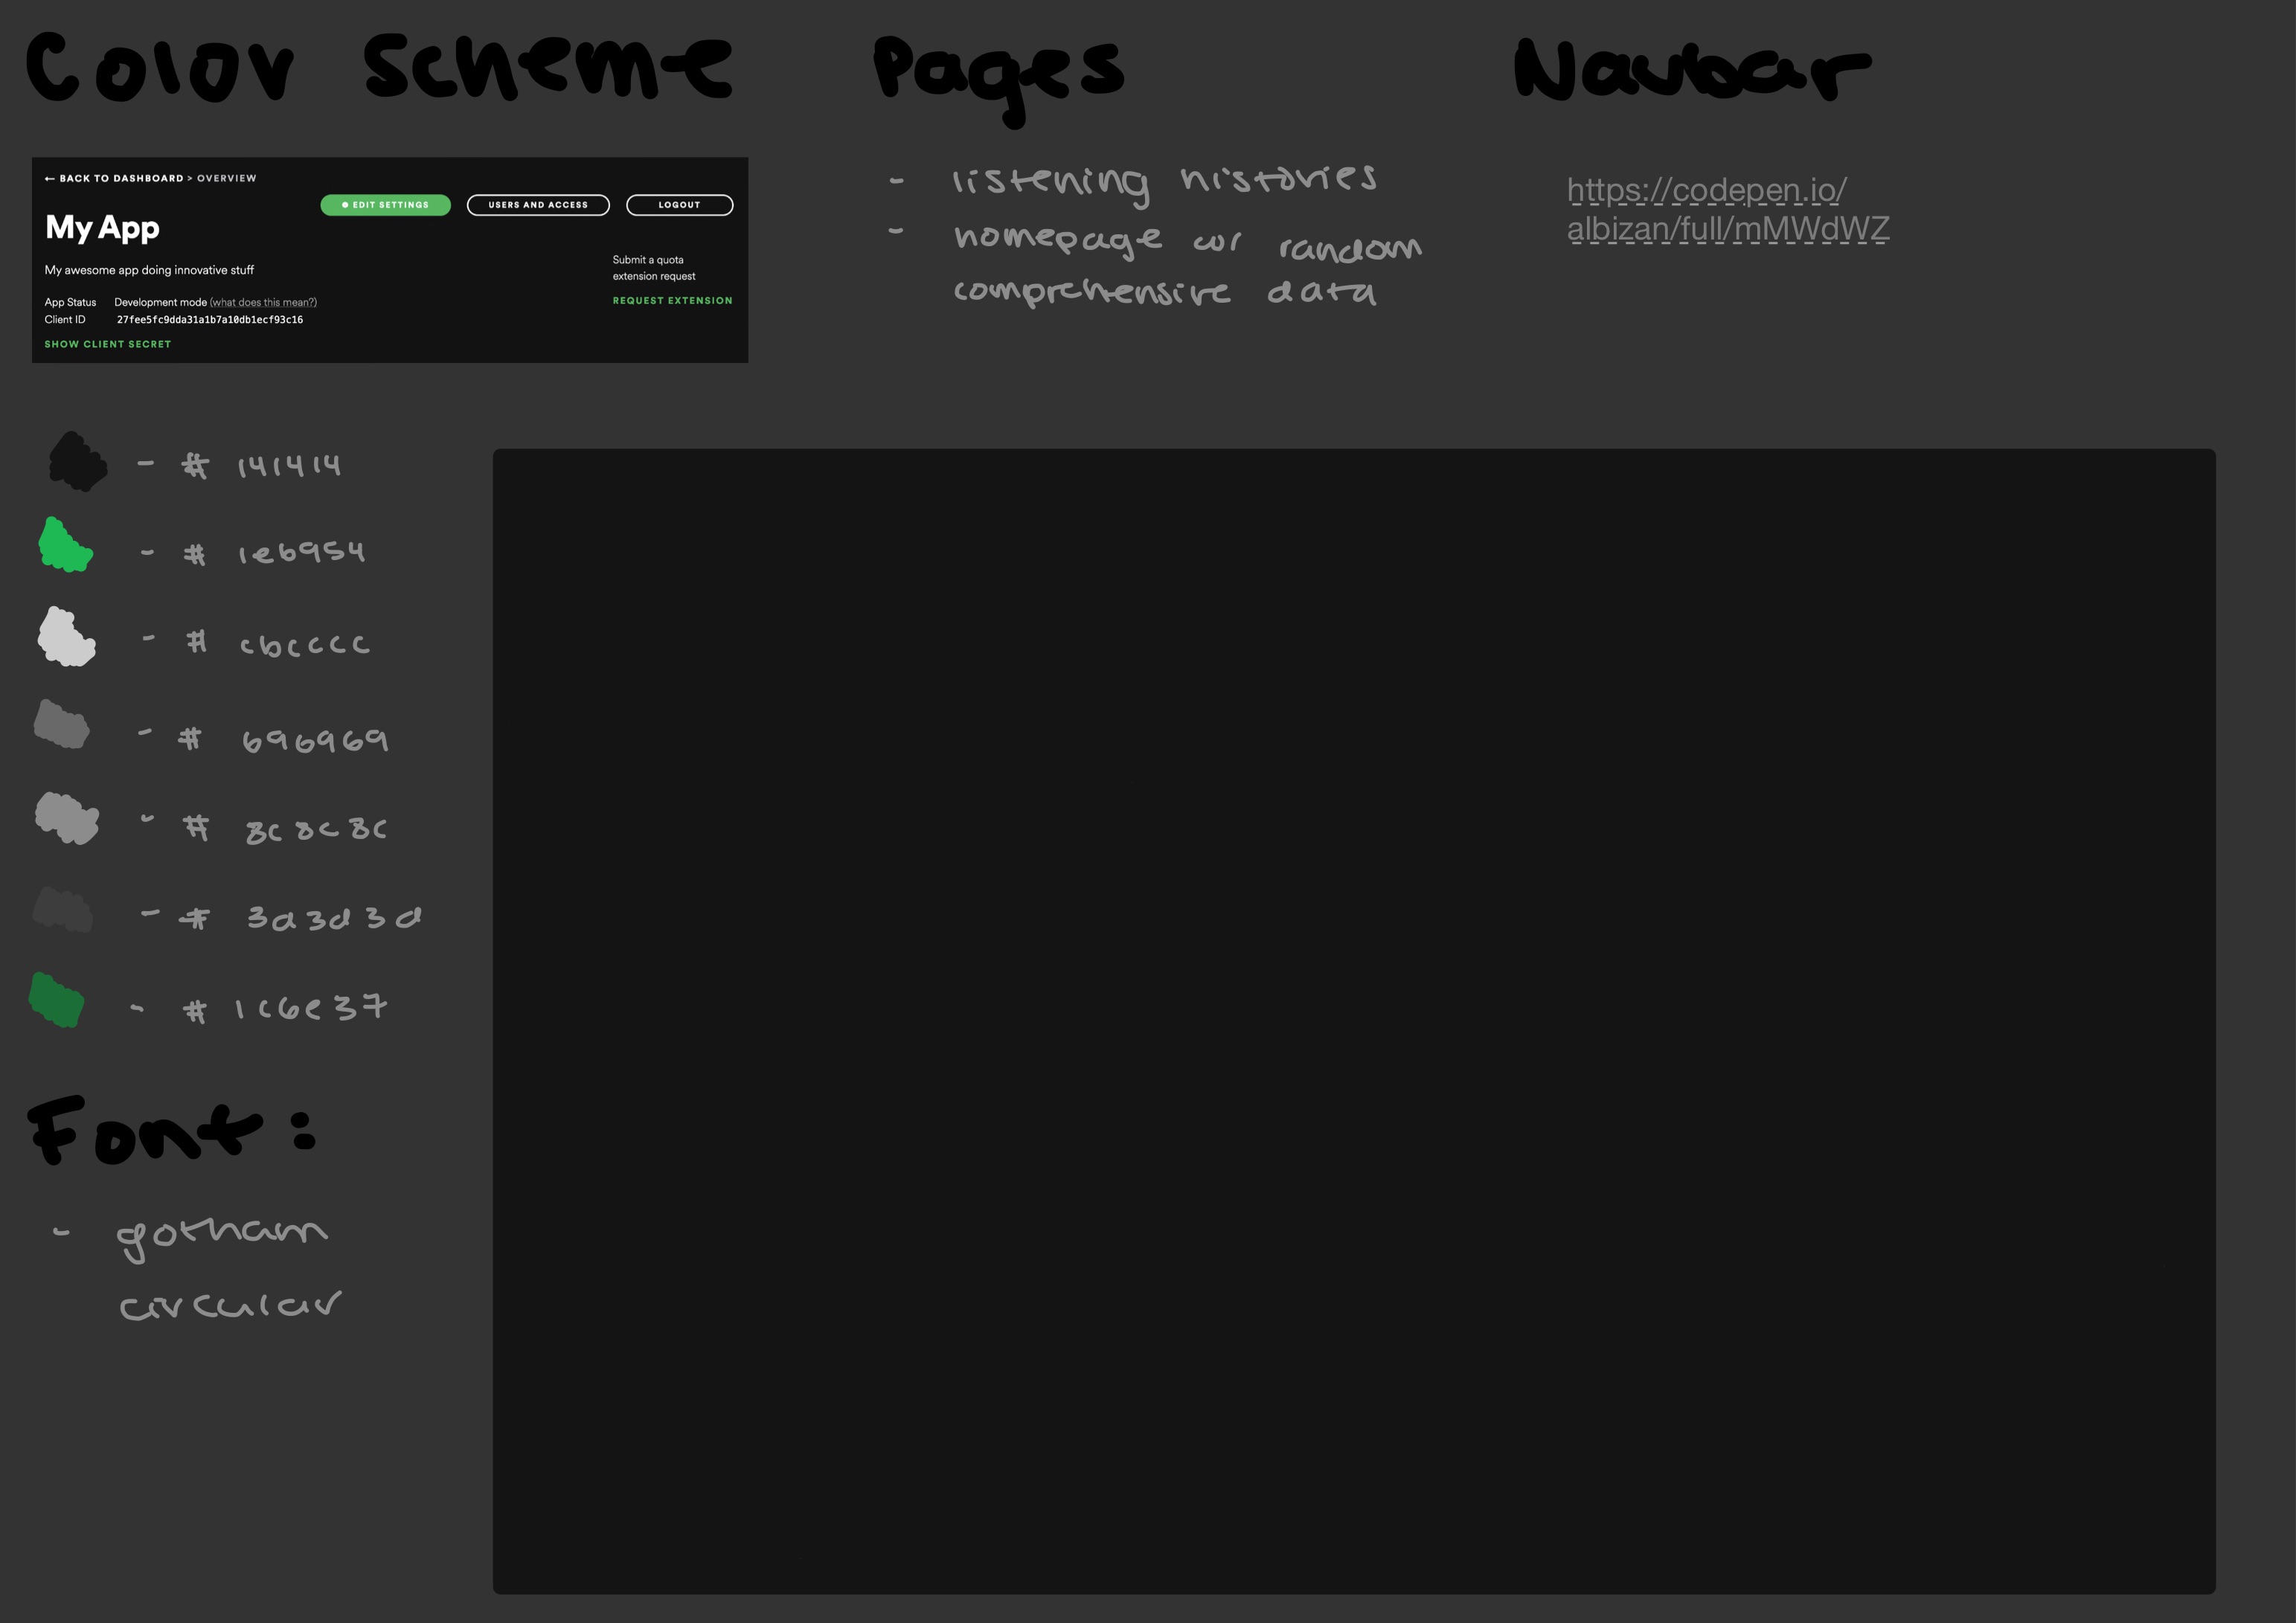 Color Scheme
← BACK TO DASHBOARD > OVERVIEW
EDIT SETTINGS
USERS AND ACCESS
LOGOUT
My App
My awesome app doing innovative stuff
Submit a quota
extension request
REQUEST EXTENSION
App Status Development mode (what does this mean?)
Client ID 27fee5fc9dda31a1b7a10db1ecf93c16
SHOW CLIENT SECRET
- # 141414
- # 1eb954
- # cbcccc
- # 696969
- # 8c8c8c
- # 3a3d3d
- # 1c6e37
Font:
- gotham
circular
Pages
- listening histories
- homepage w/ random
comprehensive data
Navbar
https://codepen.io/
albizan/full/mMWdWZ